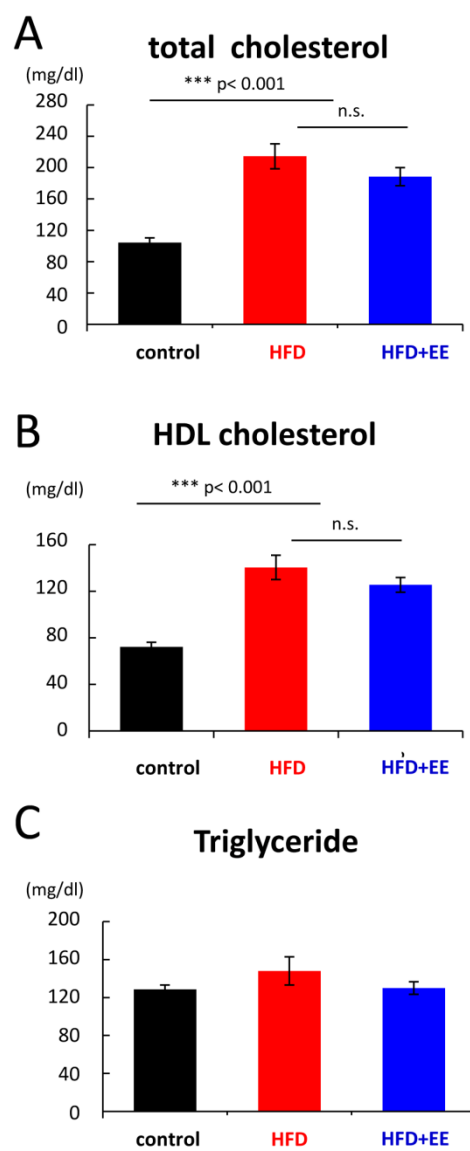 A
total cholesterol
(mg/dl)
*** p< 0.001
n.s.
280
240
200
160
120
80
40
0
control HFD HFD+EE
B
HDL cholesterol
(mg/dl)
*** p< 0.001
n.s.
160
120
80
40
0
control HFD HFD+EE
C
Triglyceride
(mg/dl)
200
160
120
80
40
0
control HFD HFD+EE